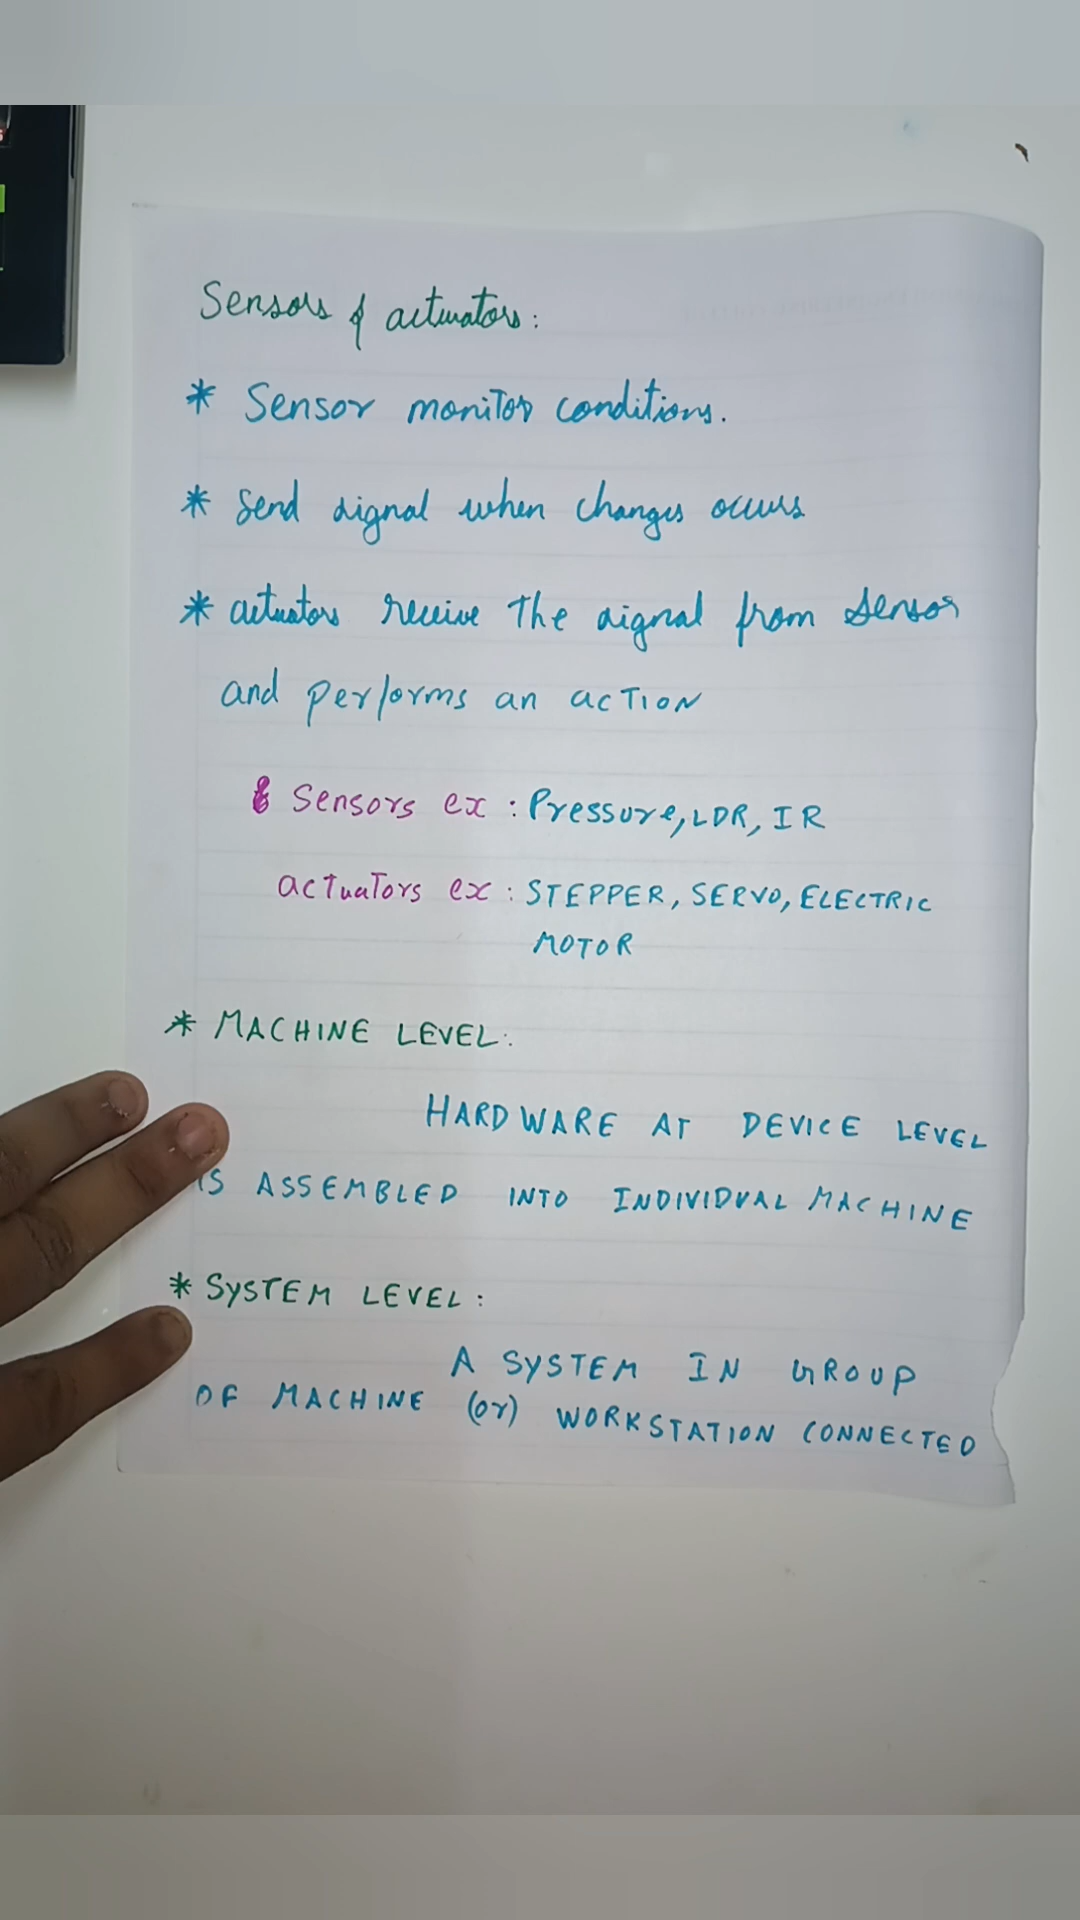 Sensors & actuators:
* Sensor monitor conditions.
* Send signal when changes occurs
* actuators receive the signal from sensor
and performs an action
Sensors ex : Pressure, LDR, IR
actuators ex : STEPPER, SERVO, ELECTRIC
MOTOR
* MACHINE LEVEL:
HARDWARE AT DEVICE LEVEL
IS ASSEMBLED INTO INDIVIDUAL MACHINE
* SYSTEM LEVEL:
A SYSTEM IN GROUP
OF MACHINE (or) WORKSTATION CONNECTED